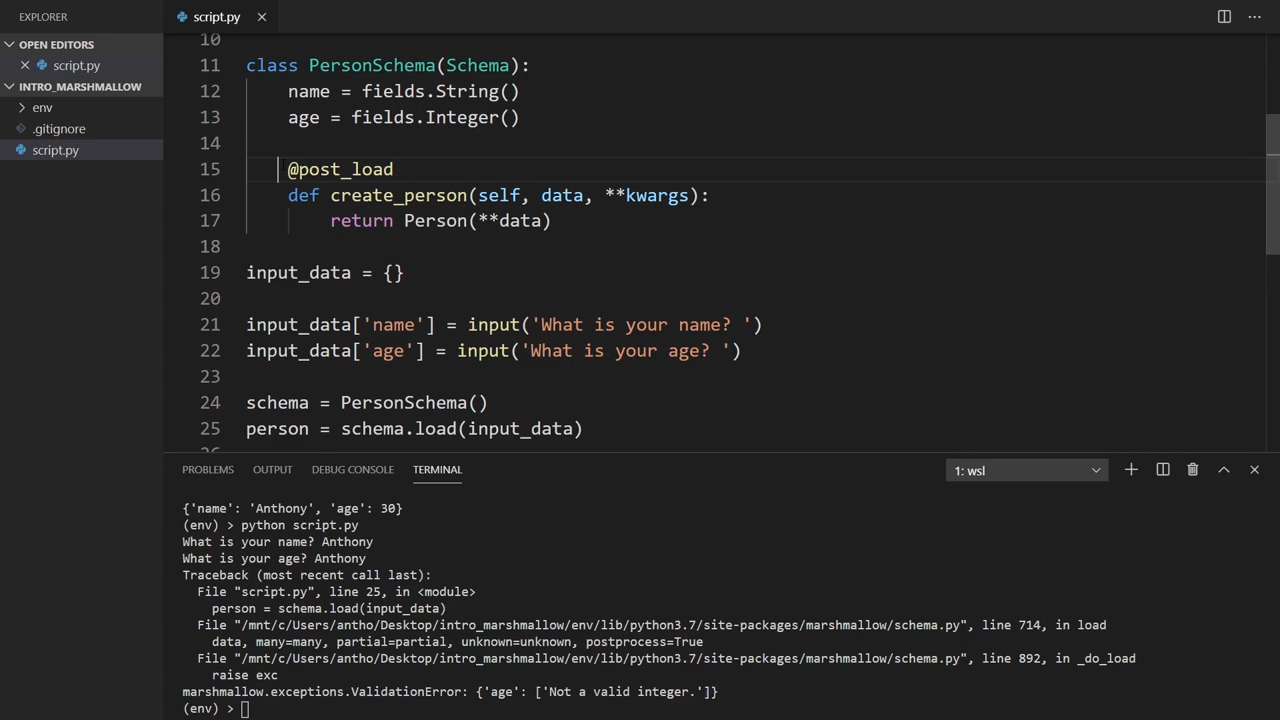 EXPLORER
script.py
OPEN EDITORS
script.py
INTRO_MARSHMALLOW
env
.gitignore
script.py
10
11 class PersonSchema(Schema):
12 name = fields.String()
13 age = fields.Integer()
14
15 @post_load
16 def create_person(self, data, **kwargs):
17 return Person(**data)
18
19 input_data = {}
20
21 input_data['name'] = input('What is your name? ')
22 input_data['age'] = input('What is your age? ')
23
24 schema = PersonSchema()
25 person = schema.load(input_data)
PROBLEMS OUTPUT DEBUG CONSOLE TERMINAL 1: wsl
{'name': 'Anthony', 'age': 30}
(env) > python script.py
What is your name? Anthony
What is your age? Anthony
Traceback (most recent call last):
File "script.py", line 25, in <module>
person = schema.load(input_data)
File "/mnt/c/Users/antho/Desktop/intro_marshmallow/env/lib/python3.7/site-packages/marshmallow/schema.py", line 714, in load
data, many=many, partial=partial, unknown=unknown, postprocess=True
File "/mnt/c/Users/antho/Desktop/intro_marshmallow/env/lib/python3.7/site-packages/marshmallow/schema.py", line 892, in _do_load
raise exc
marshmallow.exceptions.ValidationError: {'age': ['Not a valid integer.']}
(env) >